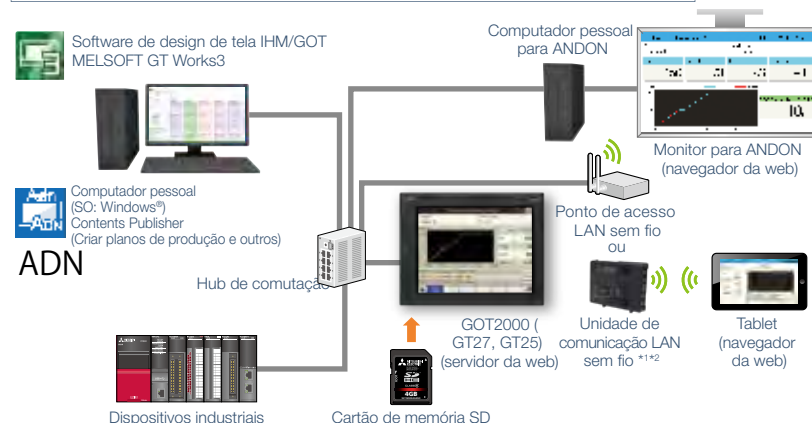 Software de design de tela IHM/GOT
MELSOFT GT Works3
Computador pessoal
para ANDON
Monitor para ANDON
(navegador da web)
Computador pessoal
(SO: Windows®)
Contents Publisher
(Criar planos de produção e outros)
ADN
Hub de comutação
Ponto de acesso
LAN sem fio
ou
GOT2000 (
GT27, GT25)
(servidor da web)
Unidade de
comunicação LAN
sem fio *1*2
Tablet
(navegador
da web)
4GB
Dispositivos industriais
Cartão de memória SD